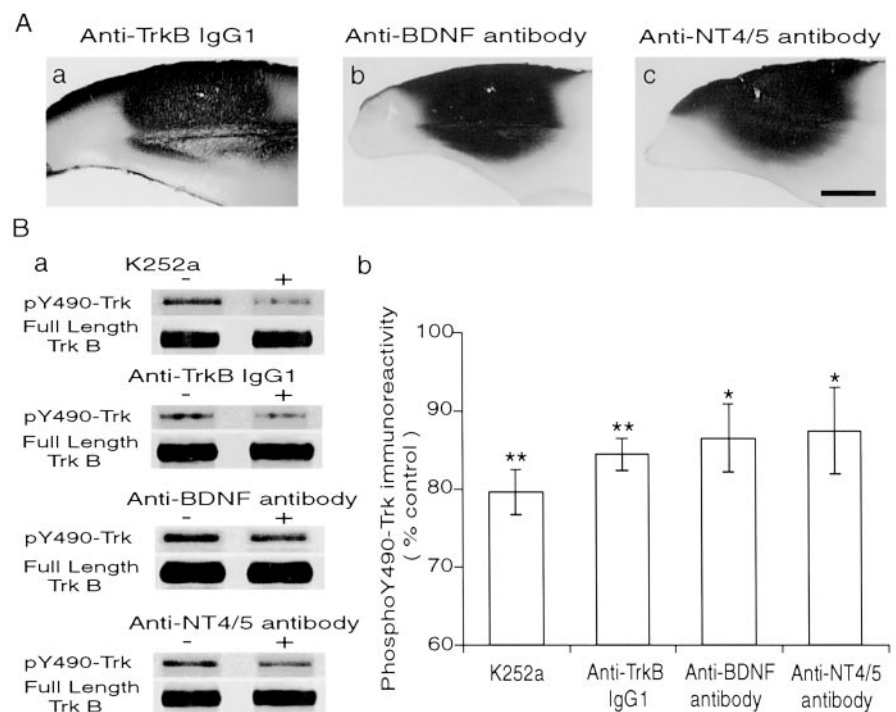 A
Anti-TrkB IgG1
Anti-BDNF antibody
Anti-NT4/5 antibody
a
b
c
B
a
K252a
- +
pY490-Trk
Full Length
Trk B
Anti-TrkB IgG1
- +
pY490-Trk
Full Length
Trk B
Anti-BDNF antibody
- +
pY490-Trk
Full Length
Trk B
Anti-NT4/5 antibody
- +
pY490-Trk
Full Length
Trk B
b
PhosphoY490-Trk immunoreactivity
( % control )
100
90
80
70
60
**
**
*
*
K252a
Anti-TrkB
IgG1
Anti-BDNF
antibody
Anti-NT4/5
antibody